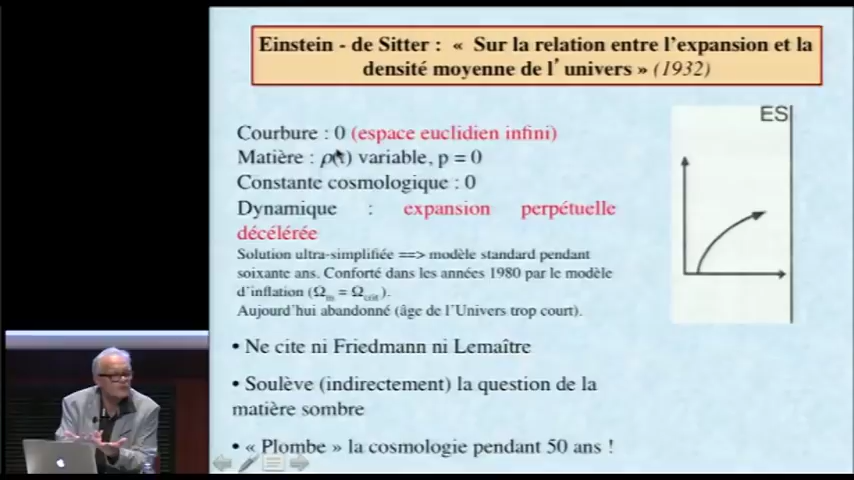 Einstein - de Sitter : « Sur la relation entre l'expansion et la
densité moyenne de l' univers » (1932)
ES
Courbure : 0 (espace euclidien infini)
Matière : ρ(t) variable, p = 0
Constante cosmologique : 0
Dynamique : expansion perpétuelle
décélérée
Solution ultra-simplifiée ==> modèle standard pendant
soixante ans. Conforté dans les années 1980 par le modèle
d'inflation (Ωm = Ωcrit).
Aujourd'hui abandonné (âge de l'Univers trop court).
• Ne cite ni Friedmann ni Lemaître
• Soulève (indirectement) la question de la
matière sombre
• « Plombe » la cosmologie pendant 50 ans !